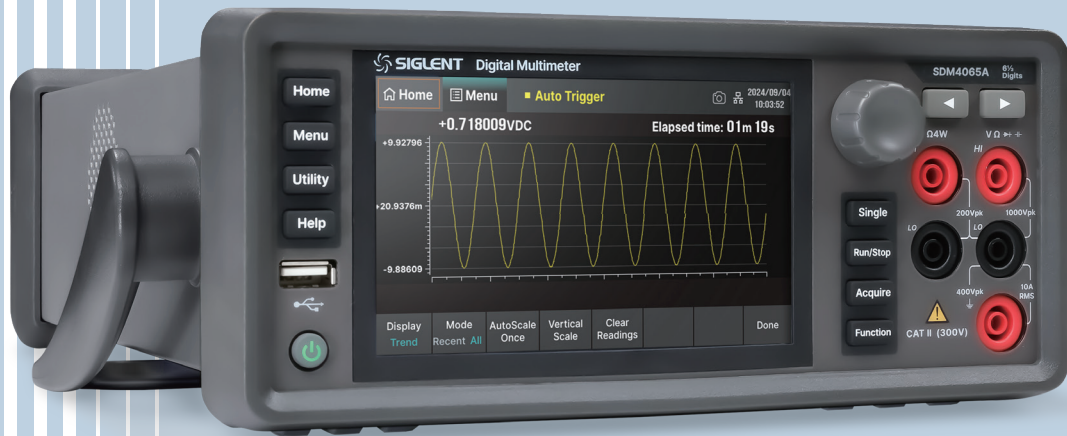 SIGLENT Digital Multimeter
SDM4065A
6½
Digits
Home
Menu
Utility
Help
Home
Menu
Auto Trigger
2024/09/04
10:03:52
+0.718009VDC
Elapsed time: 01m 19s
+9.92796
+20.9376m
-9.88609
Display
Trend
Mode
Recent All
AutoScale
Once
Vertical
Scale
Clear
Readings
Done
Single
Run/Stop
Acquire
Function
Ω4W
V Ω
HI
200Vpk
1000Vpk
LO
LO
400Vpk
10A
RMS
CAT II (300V)